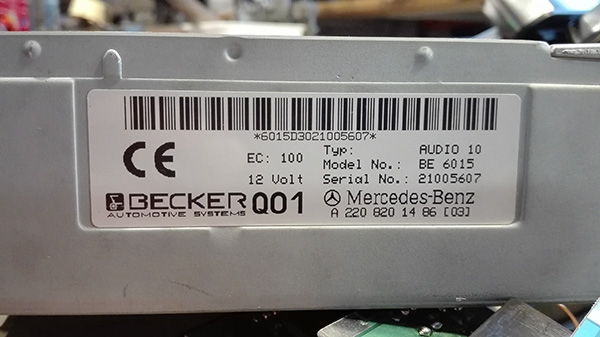 *6015D3021005607*
CE
EC: 100
12 Volt
Typ: AUDIO 10
Model No.: BE 6015
Serial No.: 21005607
BECKER
AUTOMOTIVE SYSTEMS
Q01
Mercedes-Benz
A 220 820 14 86 [03]